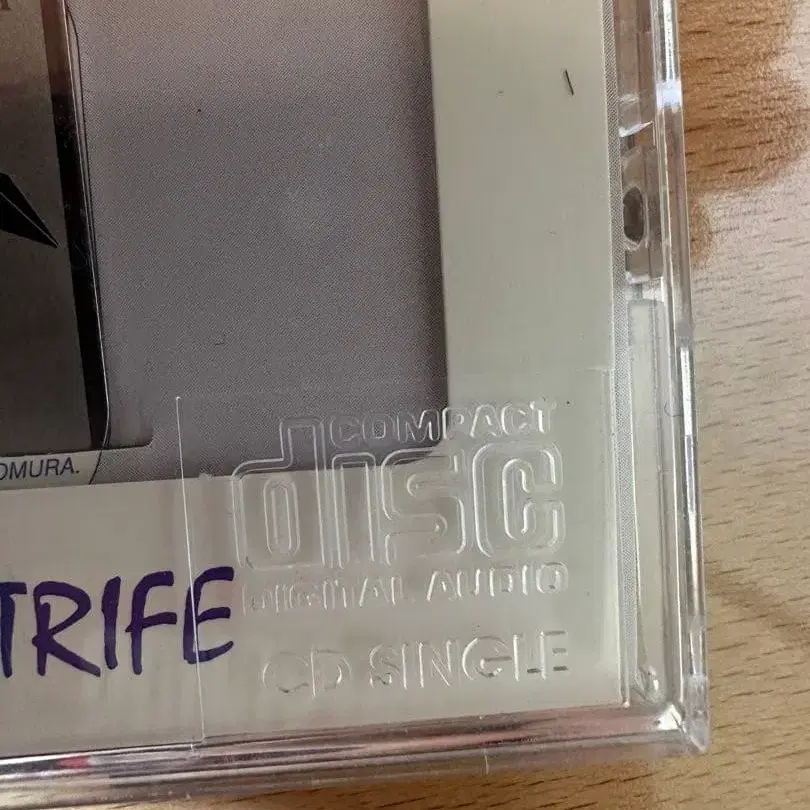 OMURA.
COMPACT
disc
DIGITAL AUDIO
TRIFE
CD SINGLE